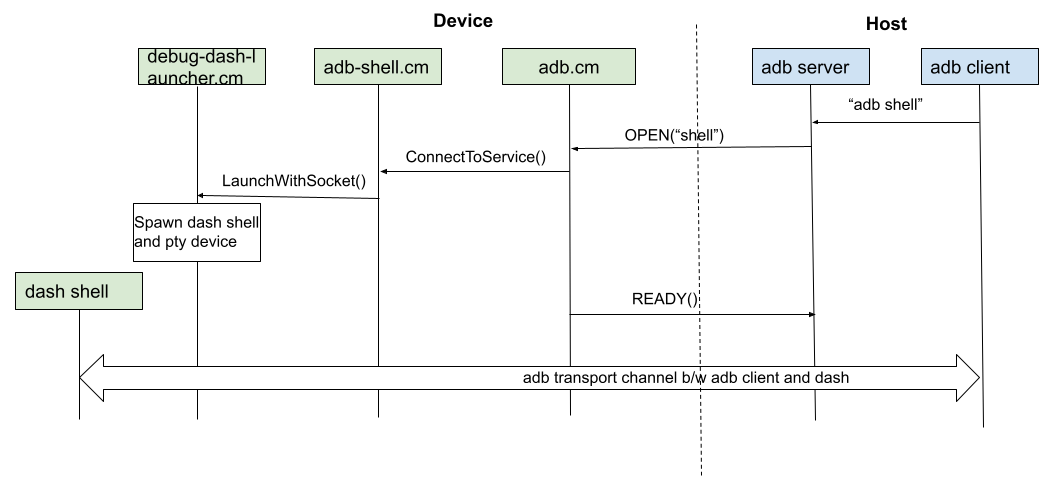 Device
Host
debug-dash-l
auncher.cm
adb-shell.cm
adb.cm
adb server
adb client
“adb shell”
OPEN(“shell”)
ConnectToService()
LaunchWithSocket()
Spawn dash shell
and pty device
dash shell
READY()
adb transport channel b/w adb client and dash